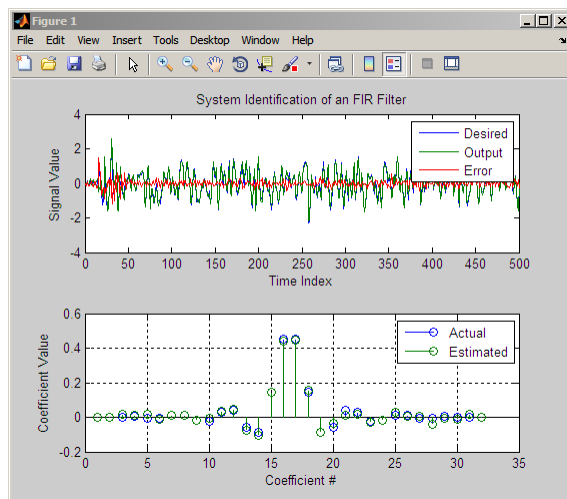 Figure 1
File Edit View Insert Tools Desktop Window Help
System Identification of an FIR Filter
4
2
0
-2
-4
Signal Value
Desired
Output
Error
0 50 100 150 200 250 300 350 400 450 500
Time Index
0.6
0.4
0.2
0
-0.2
Coefficient Value
Actual
Estimated
0 5 10 15 20 25 30 35
Coefficient #